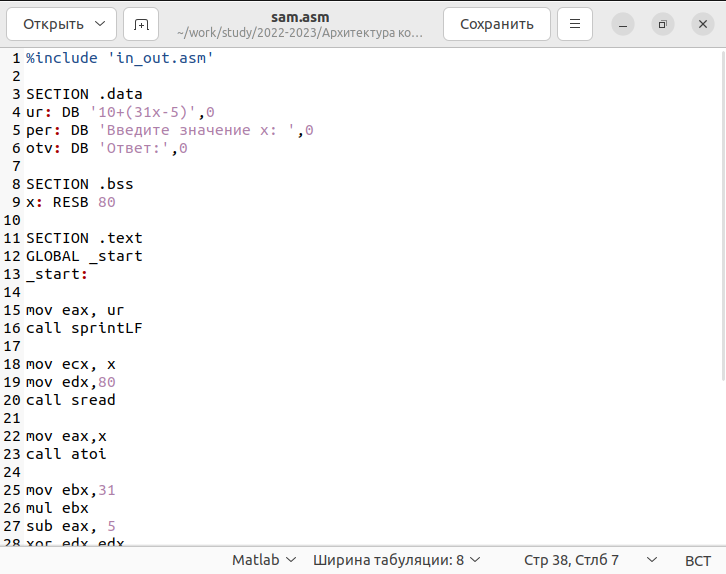 Открыть
sam.asm
~/work/study/2022-2023/Архитектура ко...
Сохранить
1 %include 'in_out.asm'
2
3 SECTION .data
4 ur: DB '10+(31x-5)',0
5 per: DB 'Введите значение x: ',0
6 otv: DB 'Ответ:',0
7
8 SECTION .bss
9 x: RESB 80
10
11 SECTION .text
12 GLOBAL _start
13 _start:
14
15 mov eax, ur
16 call sprintLF
17
18 mov ecx, x
19 mov edx,80
20 call sread
21
22 mov eax,x
23 call atoi
24
25 mov ebx,31
26 mul ebx
27 sub eax, 5
28 xor edx,edx
Matlab Ширина табуляции: 8 Стр 38, Стлб 7 ВСТ